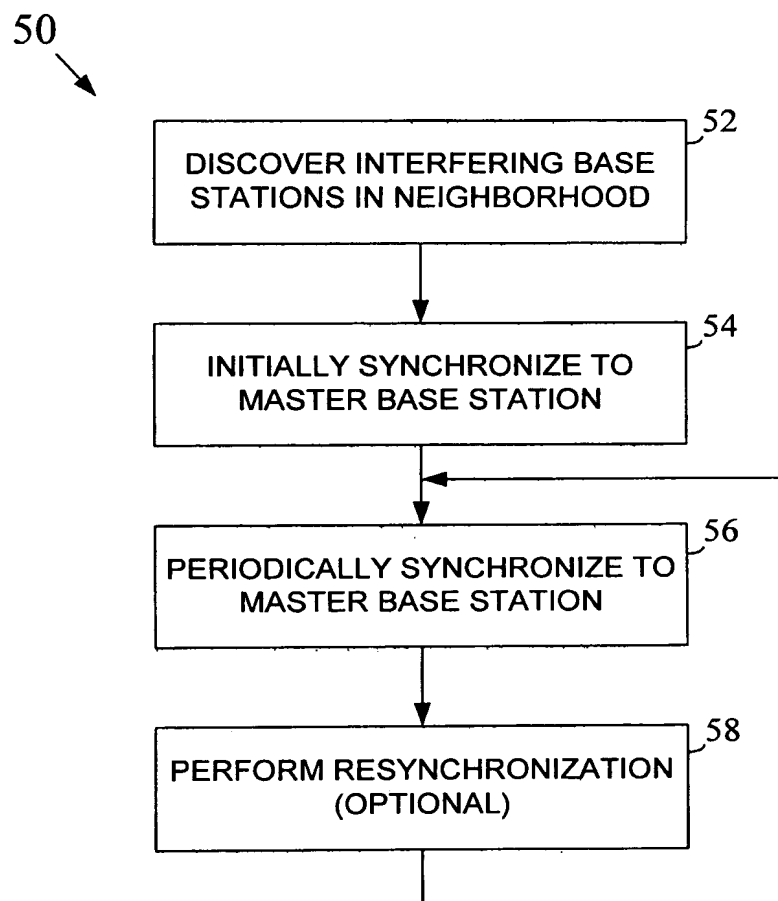 50
52
DISCOVER INTERFERING BASE
STATIONS IN NEIGHBORHOOD
54
INITIALLY SYNCHRONIZE TO
MASTER BASE STATION
56
PERIODICALLY SYNCHRONIZE TO
MASTER BASE STATION
58
PERFORM RESYNCHRONIZATION
(OPTIONAL)